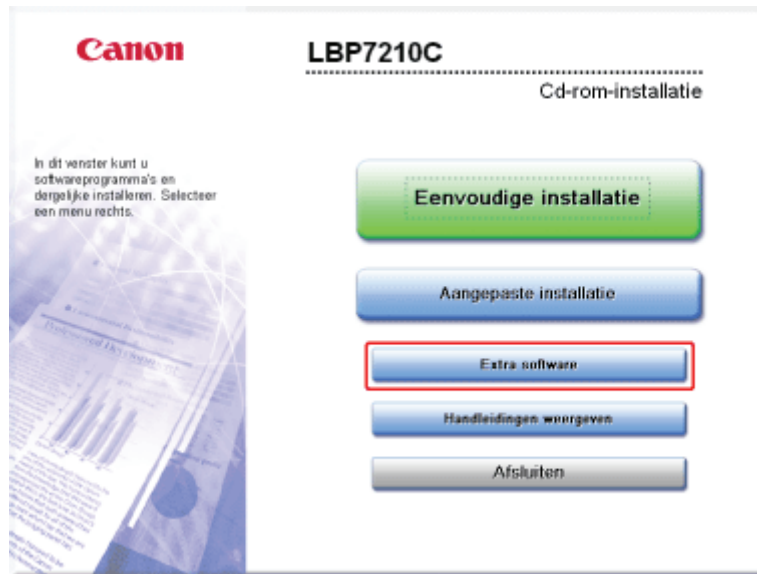 Canon
LBP7210C
Cd-rom-installatie
In dit venster kunt u
softwareprogramma's en
dergelijke installeren. Selecteer
een menu rechts.
Eenvoudige installatie
Aangepaste installatie
Extra software
Handleidingen weergeven
Afsluiten